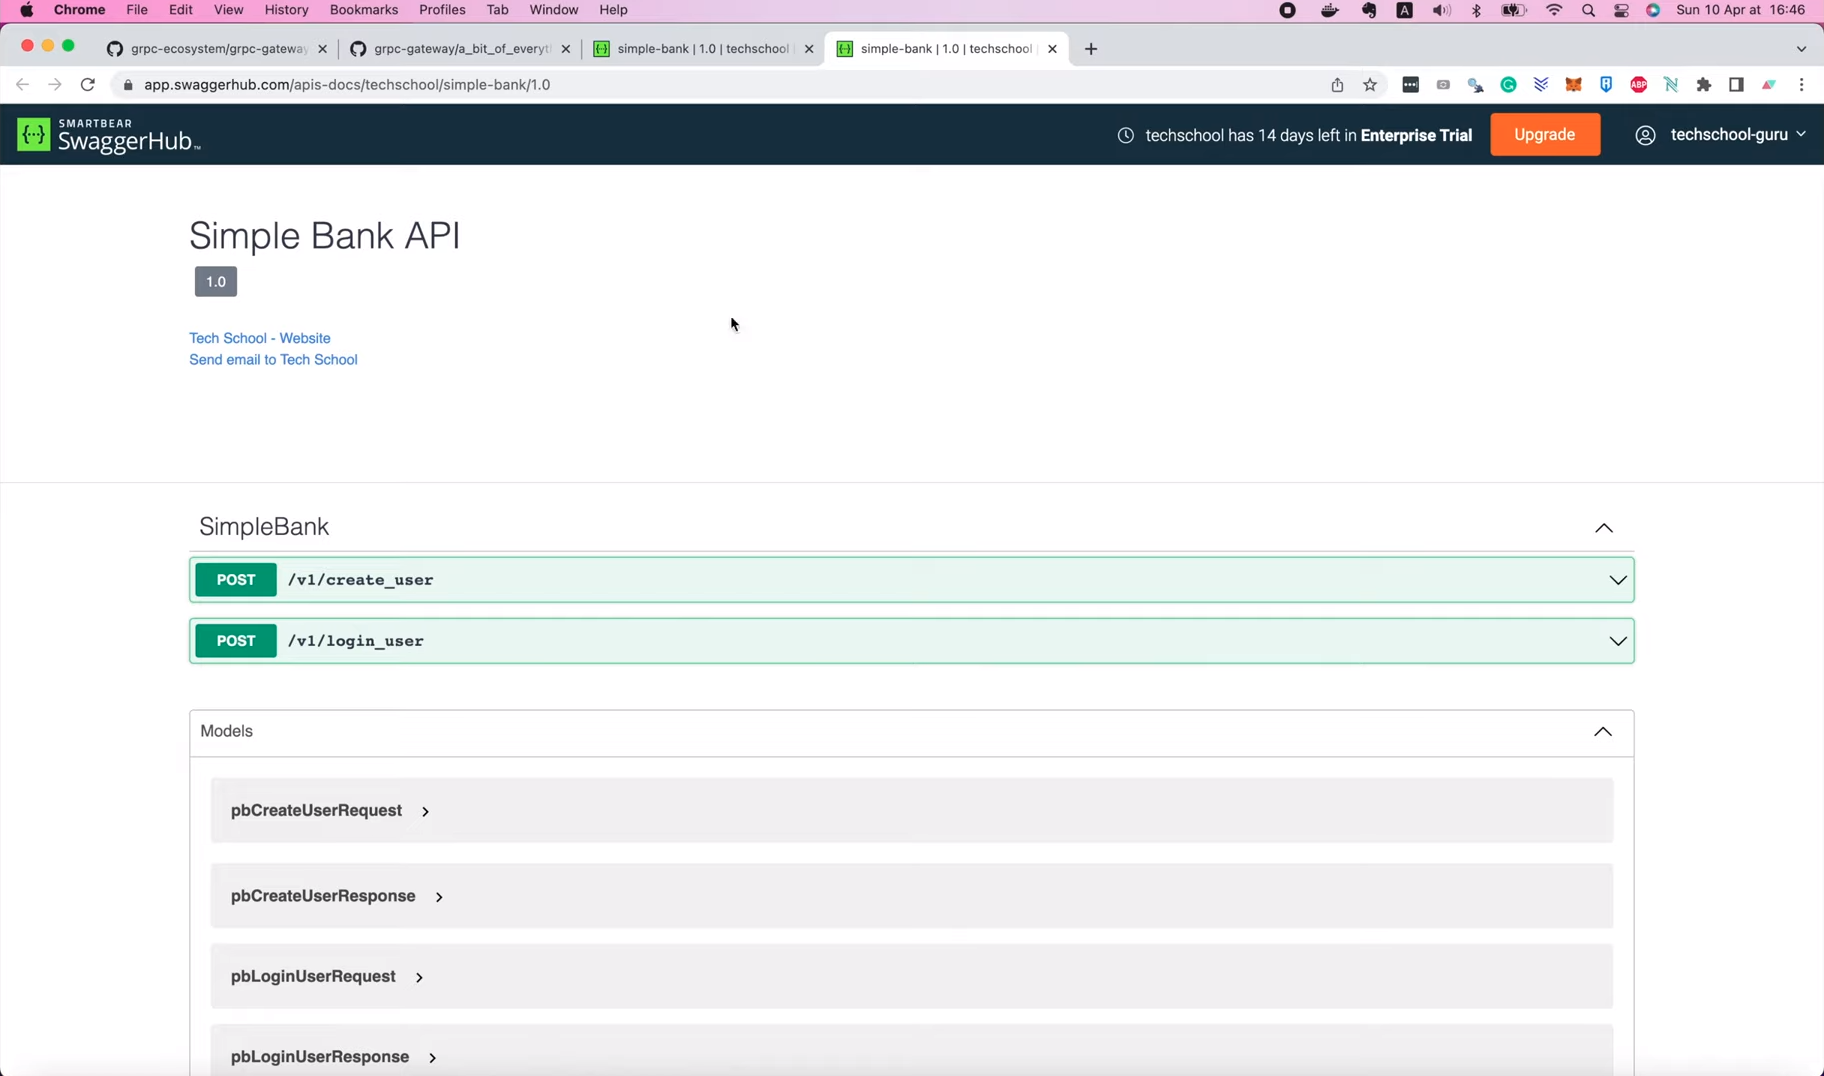 Chrome File Edit View History Bookmarks Profiles Tab Window Help A Sun 10 Apr at 16:46
grpc-ecosystem/grpc-gateway grpc-gateway/a_bit_of_everyt simple-bank | 1.0 | techschool simple-bank | 1.0 | techschool
app.swaggerhub.com/apis-docs/techschool/simple-bank/1.0 ABP
SMARTBEAR
SwaggerHub™ techschool has 14 days left in Enterprise Trial Upgrade techschool-guru
Simple Bank API
1.0
Tech School - Website
Send email to Tech School
SimpleBank
POST /v1/create_user
POST /v1/login_user
Models
pbCreateUserRequest
pbCreateUserResponse
pbLoginUserRequest
pbLoginUserResponse